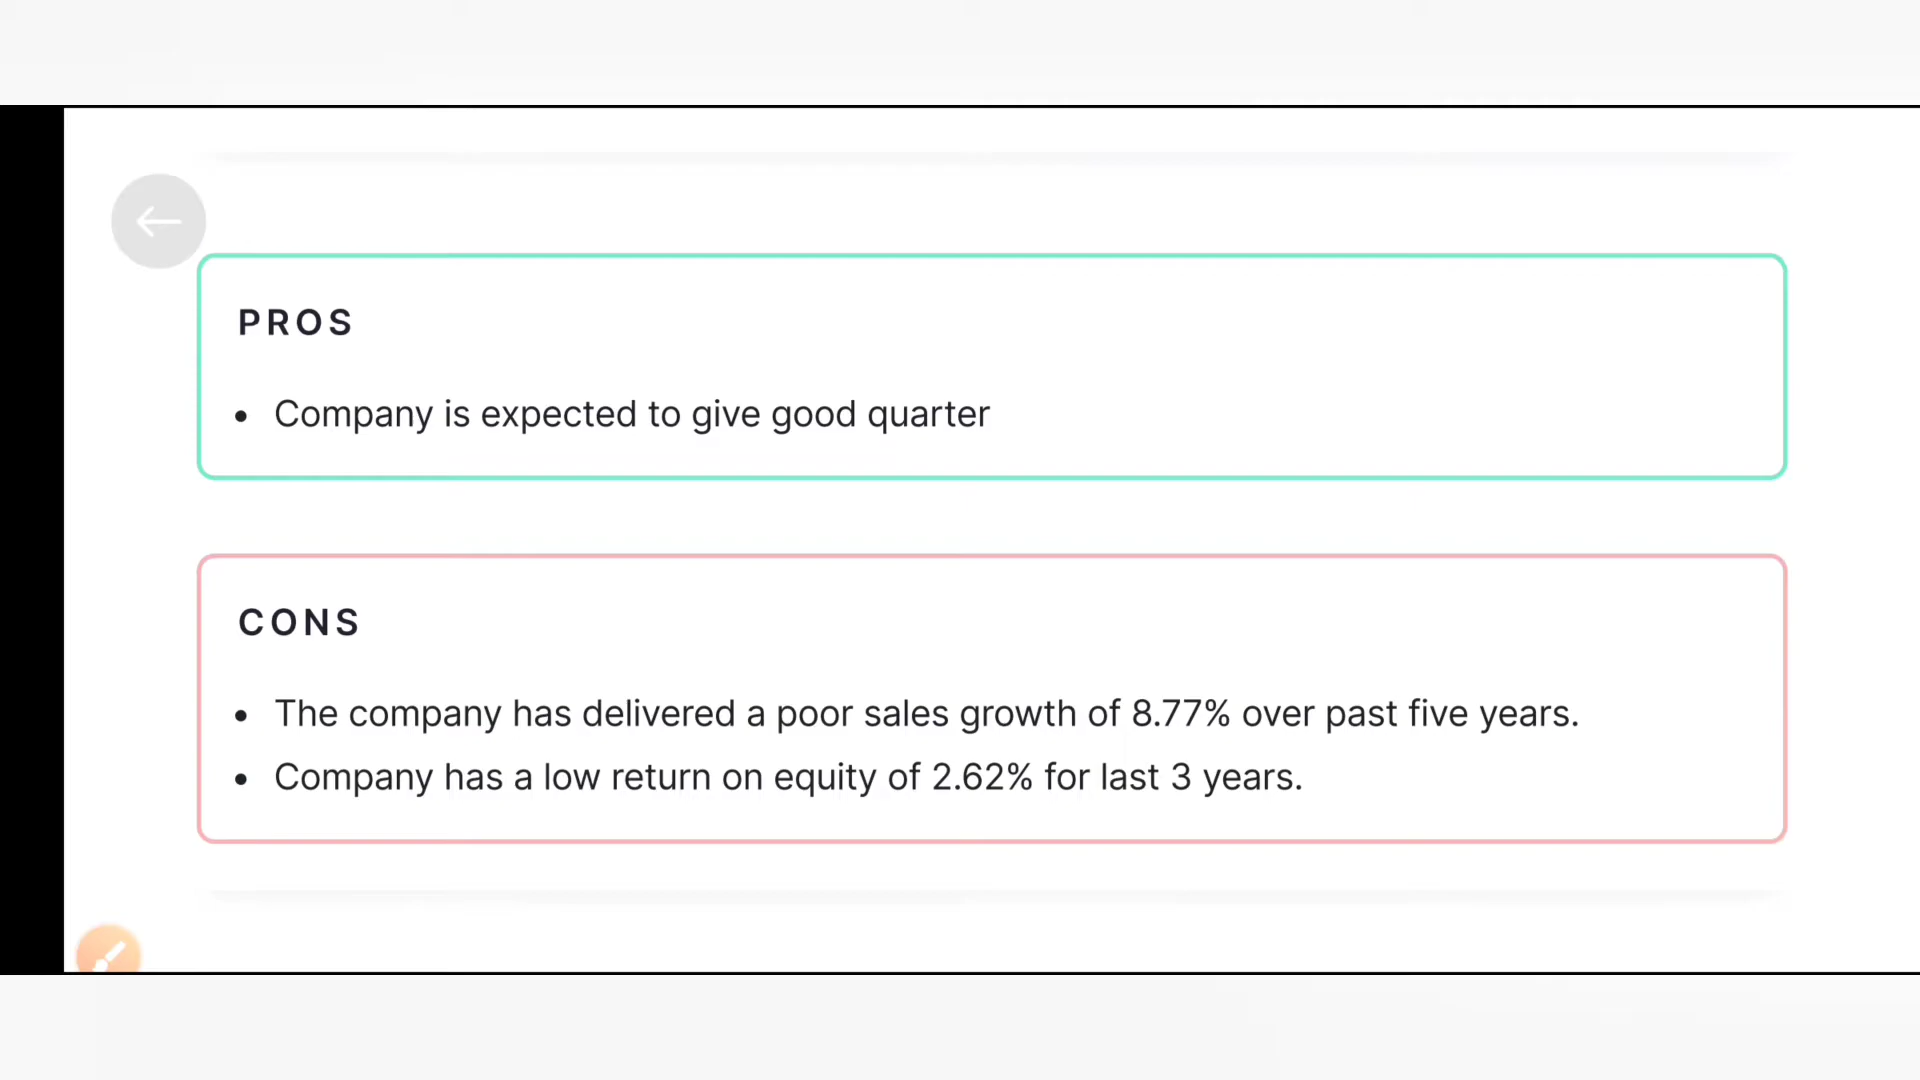 PROS
• Company is expected to give good quarter
CONS
• The company has delivered a poor sales growth of 8.77% over past five years.
• Company has a low return on equity of 2.62% for last 3 years.